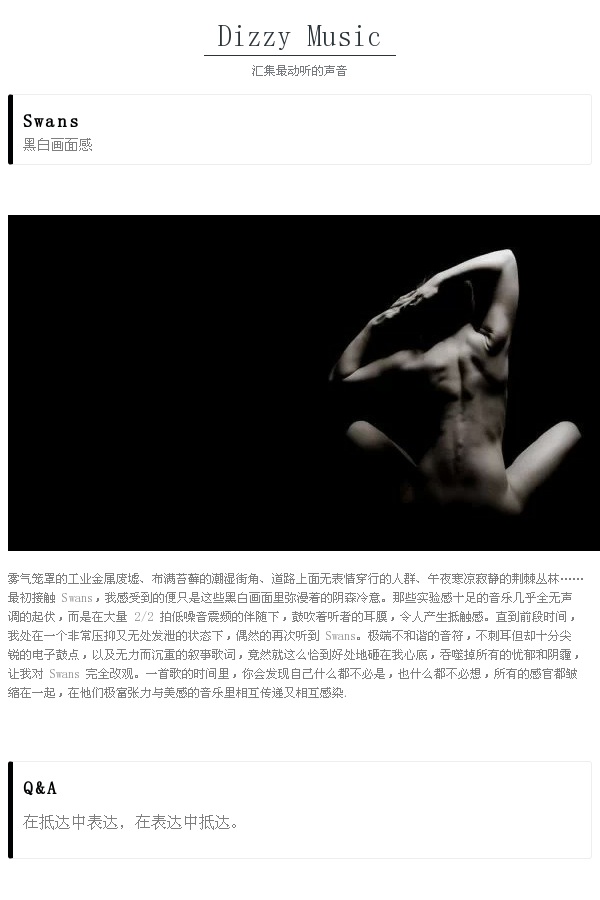 Dizzy Music
汇集最动听的声音
Swans
黑白画面感
雾气笼罩的工业金属废墟、布满苔藓的潮湿街角、道路上面无表情穿行的人群、午夜寒凉寂静的荆棘丛林……
最初接触 Swans，我感受到的便只是这些黑白画面里弥漫着的阴森冷意。那些实验感十足的音乐几乎全无声
调的起伏，而是在大量 2/2 拍低噪音震频的伴随下，鼓吹着听者的耳膜，令人产生抵触感。直到前段时间，
我处在一个非常压抑又无处发泄的状态下，偶然的再次听到 Swans。极端不和谐的音符，不刺耳但却十分尖
锐的电子鼓点，以及无力而沉重的叙事歌词，竟然就这么恰到好处地砸在我心底，吞噬掉所有的忧郁和阴霾，
让我对 Swans 完全改观。一首歌的时间里，你会发现自己什么都不必是，也什么都不必想，所有的感官都皱
缩在一起，在他们极富张力与美感的音乐里相互传递又相互感染.
Q&A
在抵达中表达，在表达中抵达。